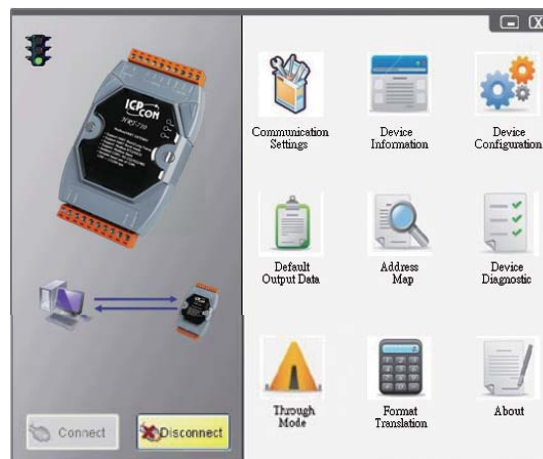 ICP
CON
Communication
Settings
Device
Information
Device
Configuration
Default
Output Data
Address
Map
Device
Diagnostic
Through
Mode
Format
Translation
About
Connect
Disconnect